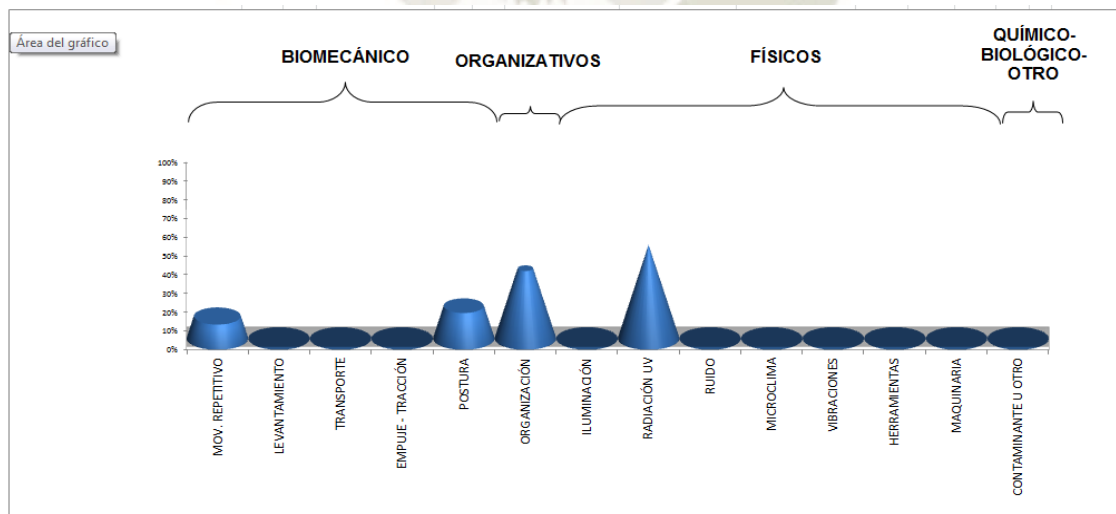 Área del gráfico
BIOMECÁNICO
ORGANIZATIVOS
FÍSICOS
QUÍMICO-
BIOLÓGICO-
OTRO
100%
90%
80%
70%
60%
50%
40%
30%
20%
10%
0%
MOV. REPETITIVO
LEVANTAMIENTO
TRANSPORTE
EMPUJE - TRACCIÓN
POSTURA
ORGANIZACIÓN
ILUMINACIÓN
RADIACIÓN UV
RUIDO
MICROCLIMA
VIBRACIONES
HERRAMIENTAS
MAQUINARIA
CONTAMINANTE U OTRO